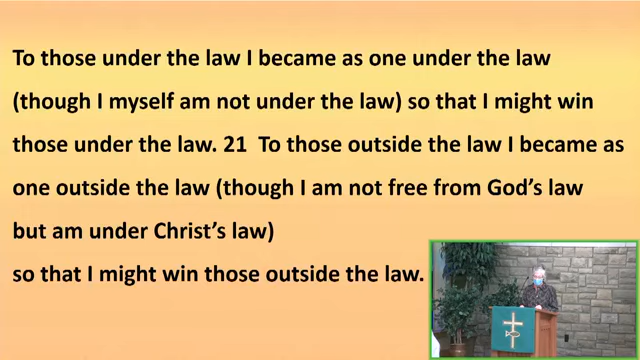 To those under the law I became as one under the law
(though I myself am not under the law) so that I might win
those under the law. 21  To those outside the law I became as
one outside the law (though I am not free from God’s law
but am under Christ’s law)
so that I might win those outside the law.